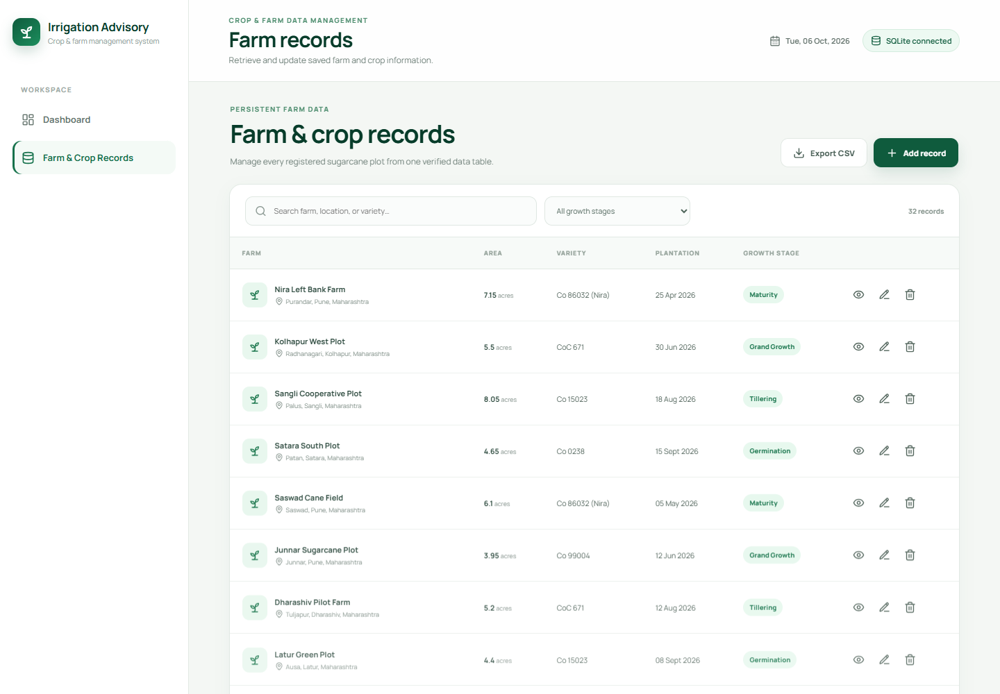 Irrigation Advisory
Crop & farm management system
WORKSPACE
Dashboard
Farm & Crop Records
CROP & FARM DATA MANAGEMENT
Farm records
Retrieve and update saved farm and crop information.
Tue, 06 Oct, 2026
SQLite connected
PERSISTENT FARM DATA
Farm & crop records
Manage every registered sugarcane plot from one verified data table.
Export CSV
Add record
Search farm, location, or variety...
All growth stages
32 records
FARM AREA VARIETY PLANTATION GROWTH STAGE
Nira Left Bank Farm
Purandar, Pune, Maharashtra
7.15 acres Co 86032 (Nira) 25 Apr 2026 Maturity
Kolhapur West Plot
Radhanagari, Kolhapur, Maharashtra
5.5 acres CoC 671 30 Jun 2026 Grand Growth
Sangli Cooperative Plot
Palus, Sangli, Maharashtra
8.05 acres Co 15023 18 Aug 2026 Tillering
Satara South Plot
Patan, Satara, Maharashtra
4.65 acres Co 0238 15 Sept 2026 Germination
Saswad Cane Field
Saswad, Pune, Maharashtra
6.1 acres Co 86032 (Nira) 05 May 2026 Maturity
Junnar Sugarcane Plot
Junnar, Pune, Maharashtra
3.95 acres Co 99004 12 Jun 2026 Grand Growth
Dharashiv Pilot Farm
Tuljapur, Dharashiv, Maharashtra
5.2 acres CoC 671 12 Aug 2026 Tillering
Latur Green Plot
Ausa, Latur, Maharashtra
4.4 acres Co 15023 08 Sept 2026 Germination